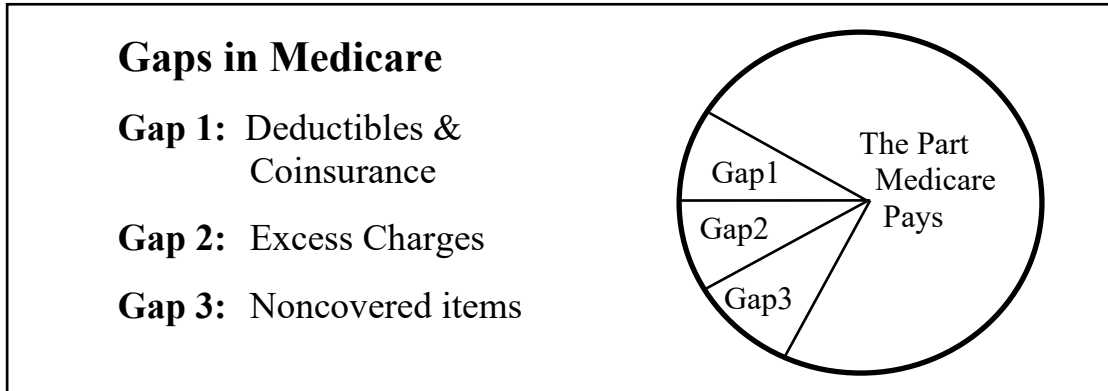 Gaps in Medicare
Gap 1: Deductibles &
Coinsurance
Gap 2: Excess Charges
Gap 3: Noncovered items
Gap1
Gap2
Gap3
The Part
Medicare
Pays